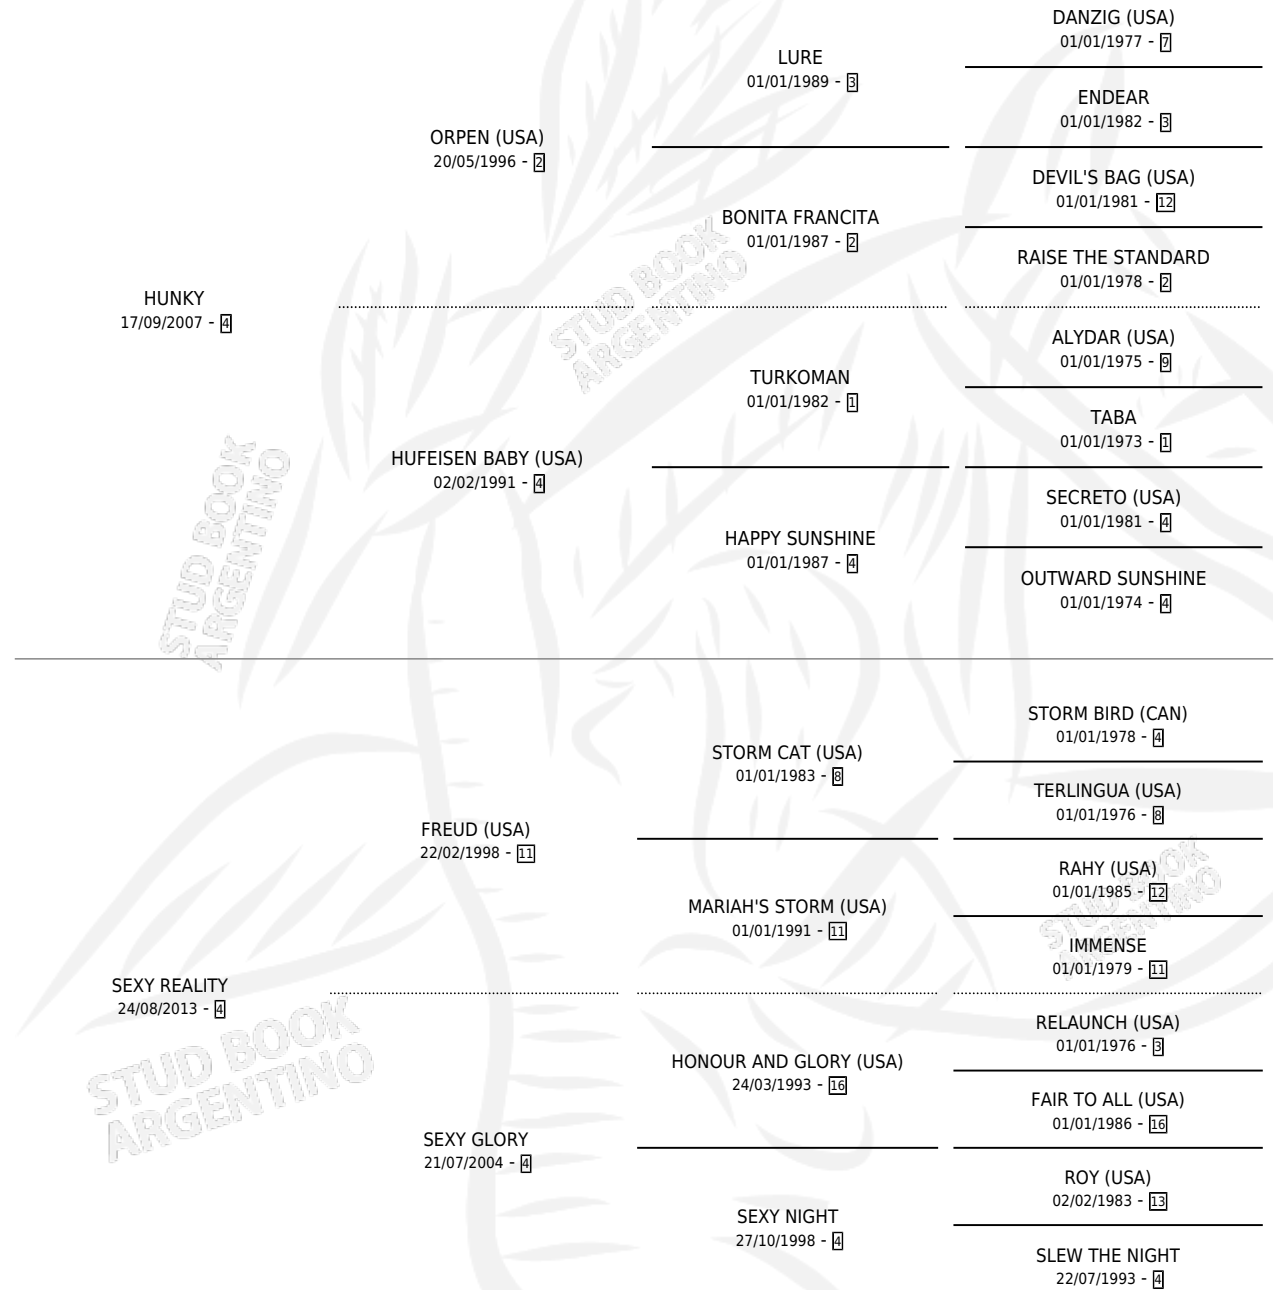 DANZIG (USA)
01/01/1977 - 7
LURE
01/01/1989 - 3
ENDEAR
01/01/1982 - 3
ORPEN (USA)
20/05/1996 - 2
DEVIL'S BAG (USA)
01/01/1981 - 12
BONITA FRANCITA
01/01/1987 - 2
RAISE THE STANDARD
01/01/1978 - 2
HUNKY
17/09/2007 - 4
ALYDAR (USA)
01/01/1975 - 9
TURKOMAN
01/01/1982 - 1
TABA
01/01/1973 - 1
HUFEISEN BABY (USA)
02/02/1991 - 4
SECRETO (USA)
01/01/1981 - 4
HAPPY SUNSHINE
01/01/1987 - 4
OUTWARD SUNSHINE
01/01/1974 - 4
STUD BOOK
ARGENTINO
STUD BOOK
ARGENTINO
STORM BIRD (CAN)
01/01/1978 - 4
STORM CAT (USA)
01/01/1983 - 8
TERLINGUA (USA)
01/01/1976 - 8
FREUD (USA)
22/02/1998 - 11
RAHY (USA)
01/01/1985 - 12
MARIAH'S STORM (USA)
01/01/1991 - 11
IMMENSE
01/01/1979 - 11
STUD BOOK
ARGENTINO
SEXY REALITY
24/08/2013 - 4
RELAUNCH (USA)
01/01/1976 - 3
HONOUR AND GLORY (USA)
24/03/1993 - 16
FAIR TO ALL (USA)
01/01/1986 - 16
STUD BOOK
ARGENTINO
SEXY GLORY
21/07/2004 - 4
ROY (USA)
02/02/1983 - 13
SEXY NIGHT
27/10/1998 - 4
SLEW THE NIGHT
22/07/1993 - 4